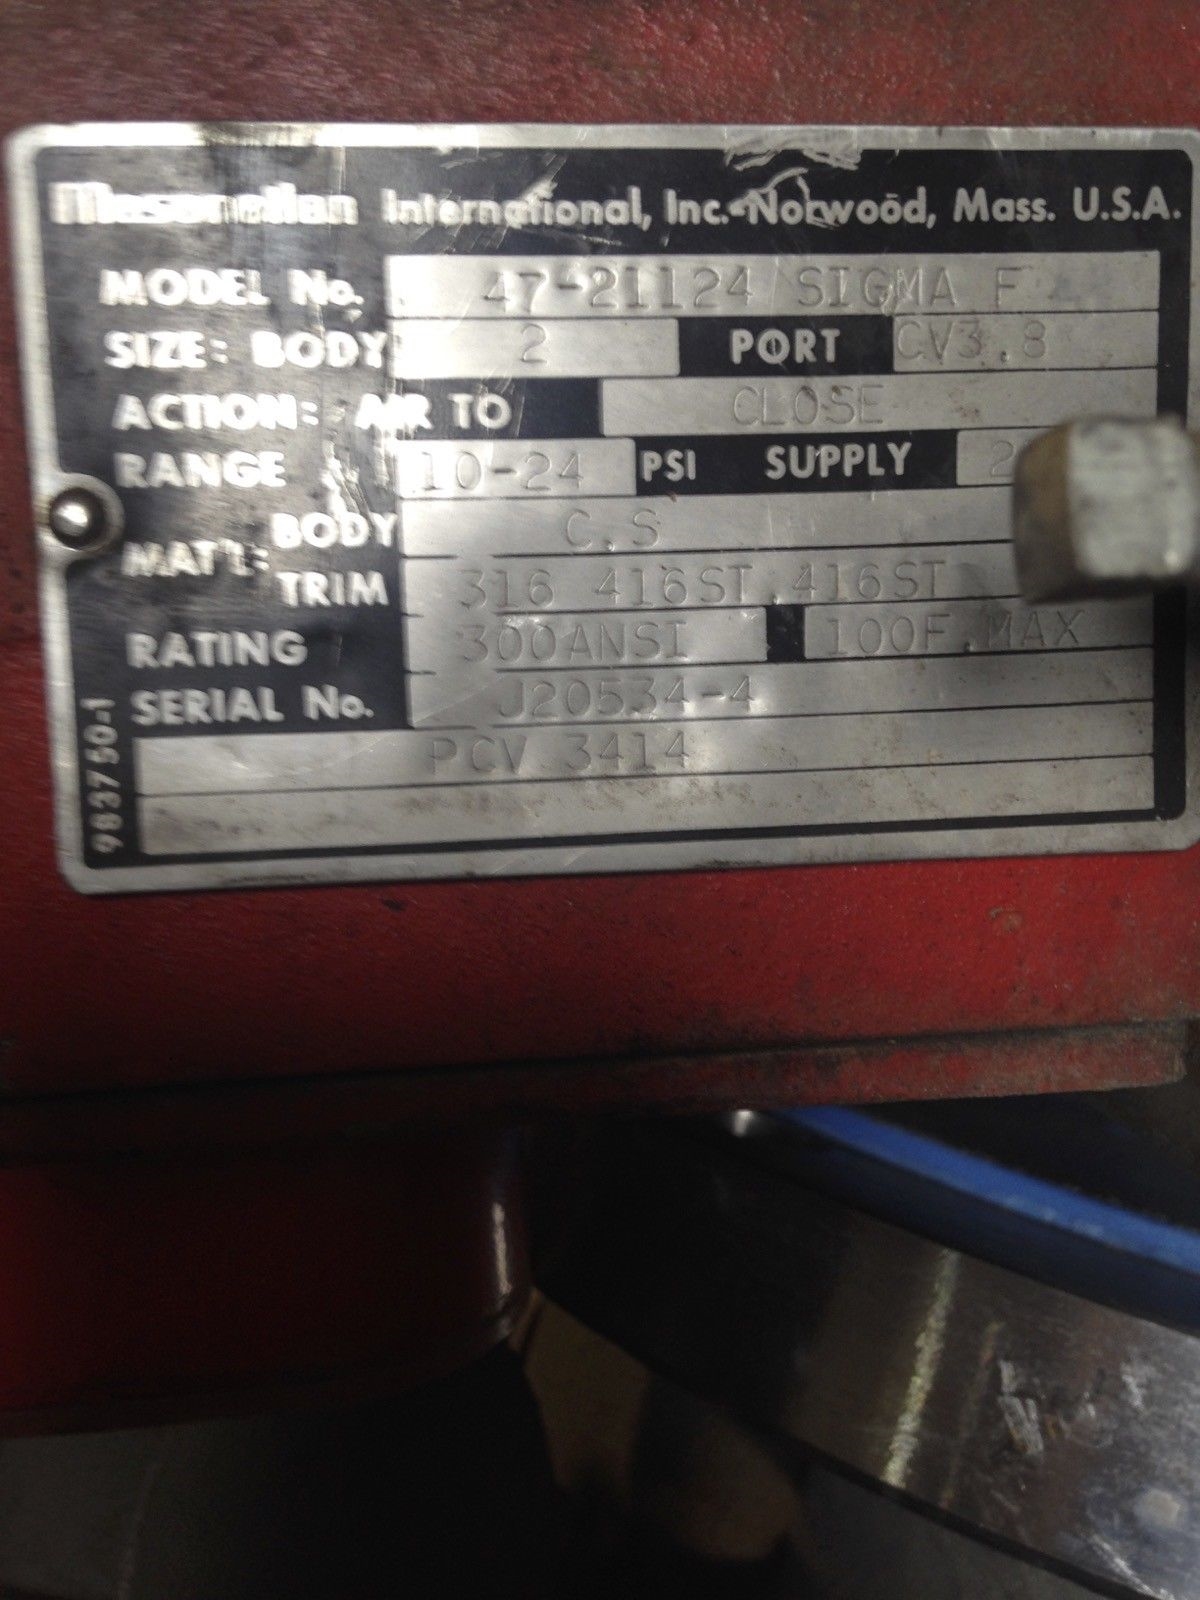 Masoneilan International, Inc.-Norwood, Mass. U.S.A.
MODEL No. 47-21124 SIGMA F
SIZE: BODY 2 PORT CV3.8
ACTION: AIR TO CLOSE
RANGE 10-24 PSI SUPPLY
MAT'L: BODY C.S
TRIM 316 416ST.416ST
RATING 300ANSI 100F.MAX
SERIAL No. J20534-4
PCV 3414
983750-1